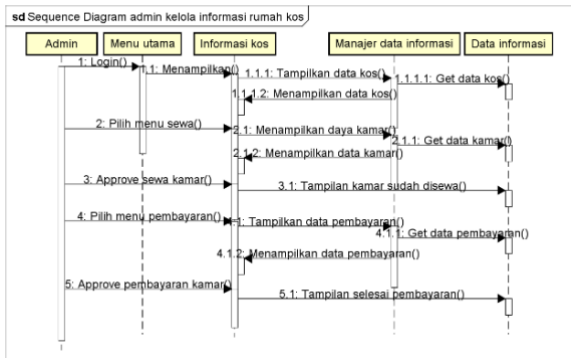 sd Sequence Diagram admin kelola informasi rumah kos
Admin
Menu utama
Informasi kos
Manajer data informasi
Data informasi
1: Login()
1.1: Menampilkan()
1.1.1: Tampilkan data kos()
1.1.1.1: Get data kos()
1.1.1.2: Menampilkan data kos()
2: Pilih menu sewa()
2.1: Menampilkan daya kamar()
2.1.1: Get data kamar()
2.1.2: Menampilkan data kamar()
3: Approve sewa kamar()
3.1: Tampilan kamar sudah disewa()
4: Pilih menu pembayaran()
4.1: Tampilkan data pembayaran()
4.1.1: Get data pembayaran()
4.1.2: Menampilkan data pembayaran()
5: Approve pembayaran kamar()
5.1: Tampilan selesai pembayaran()